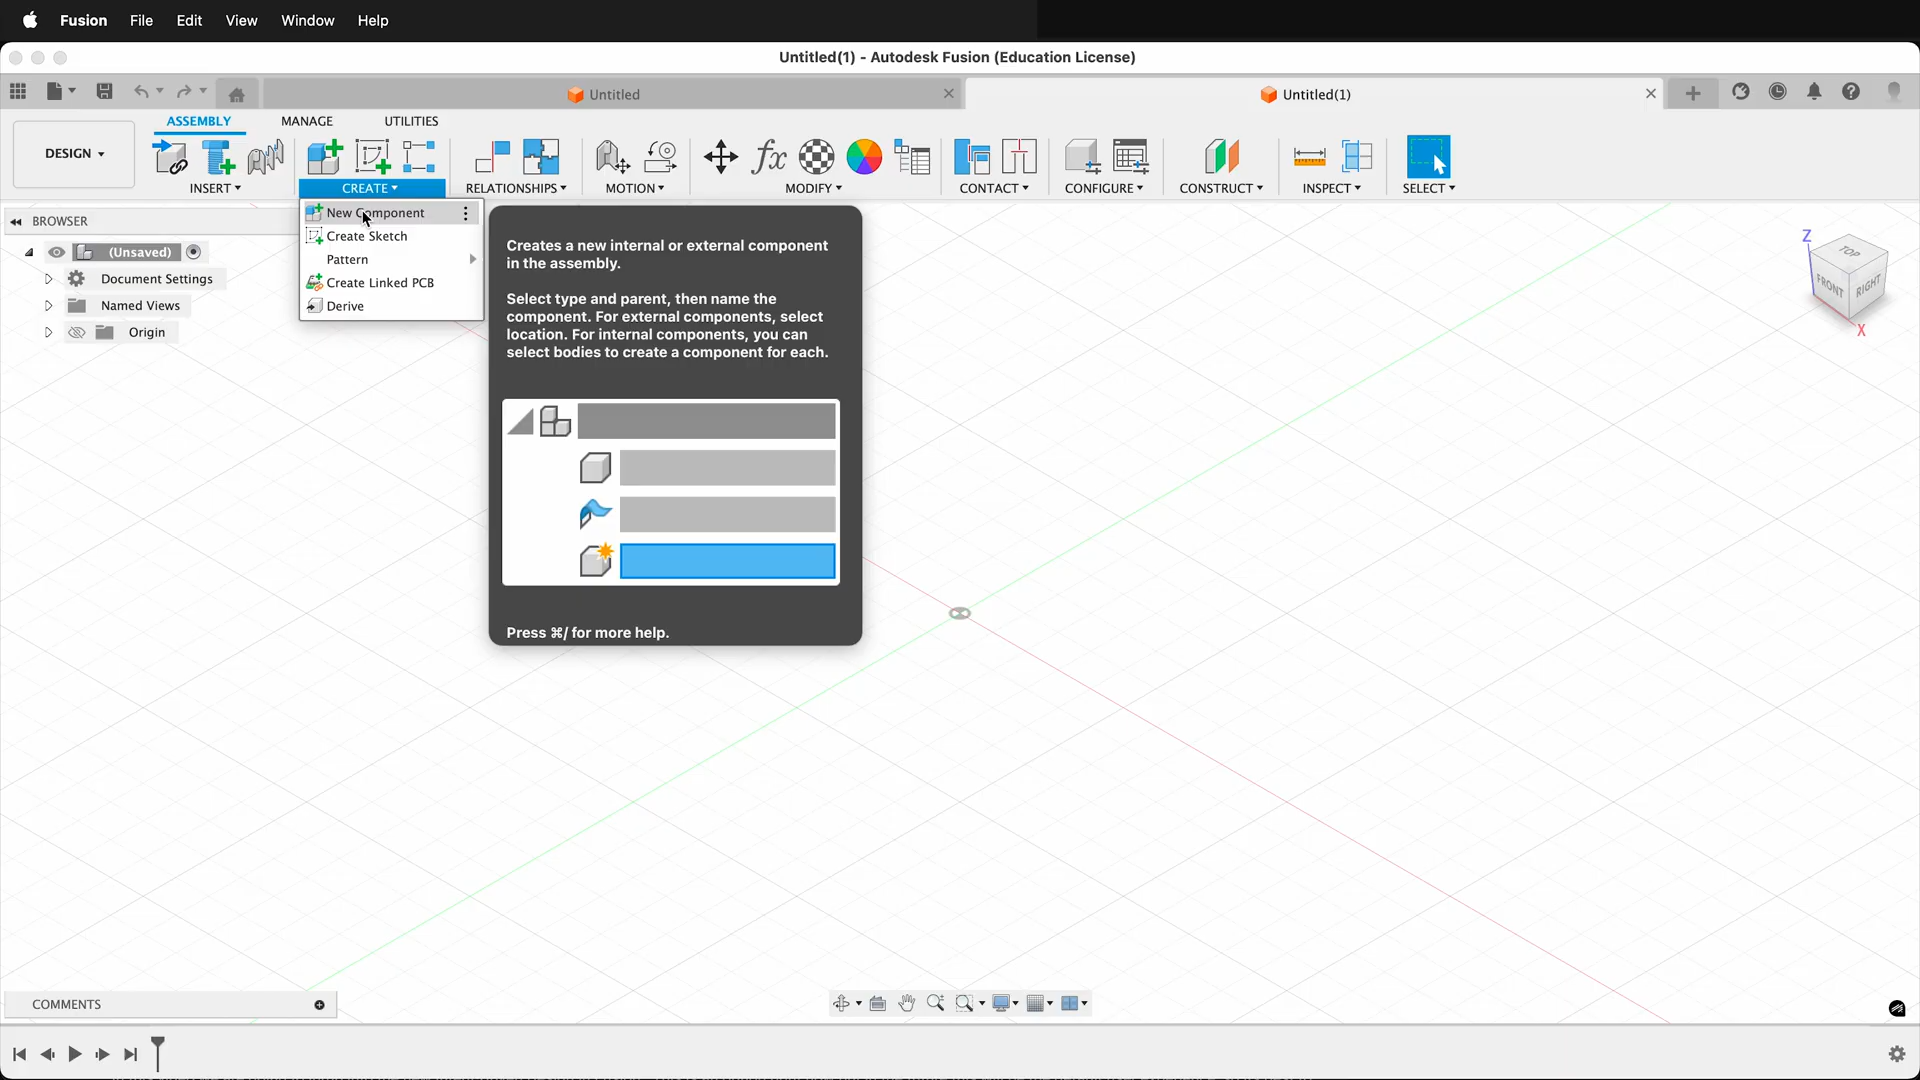 Fusion File Edit View Window Help
Untitled(1) - Autodesk Fusion (Education License)
Untitled
Untitled(1)
ASSEMBLY MANAGE UTILITIES
DESIGN
INSERT CREATE RELATIONSHIPS MOTION MODIFY CONTACT CONFIGURE CONSTRUCT INSPECT SELECT
BROWSER
(Unsaved)
Document Settings
Named Views
Origin
New Component
Create Sketch
Pattern
Create Linked PCB
Derive
Creates a new internal or external component
in the assembly.
Select type and parent, then name the
component. For external components, select
location. For internal components, you can
select bodies to create a component for each.
Press ⌘/ for more help.
Z
TOP
FRONT
RIGHT
X
COMMENTS